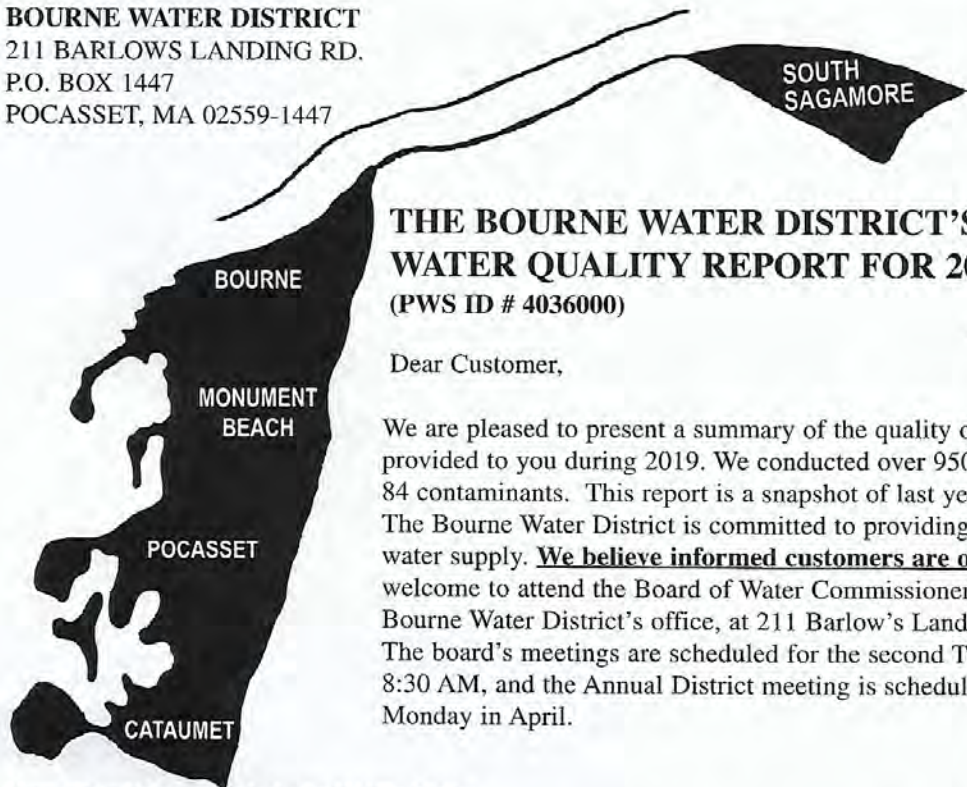 BOURNE WATER DISTRICT
211 BARLOWS LANDING RD.
P.O. BOX 1447
POCASSET, MA 02559-1447
SOUTH
SAGAMORE
BOURNE
MONUMENT
BEACH
POCASSET
CATAUMET
THE BOURNE WATER DISTRICT'S
WATER QUALITY REPORT FOR
(PWS ID # 4036000)
Dear Customer,
We are pleased to present a summary of the quality
provided to you during 2019. We conducted over 950
84 contaminants. This report is a snapshot of last
The Bourne Water District is committed to providing
water supply. We believe informed customers are
welcome to attend the Board of Water
Bourne Water District's office, at 211 Barlow's
The board's meetings are scheduled for the second
8:30 AM, and the Annual District meeting is
Monday in April.